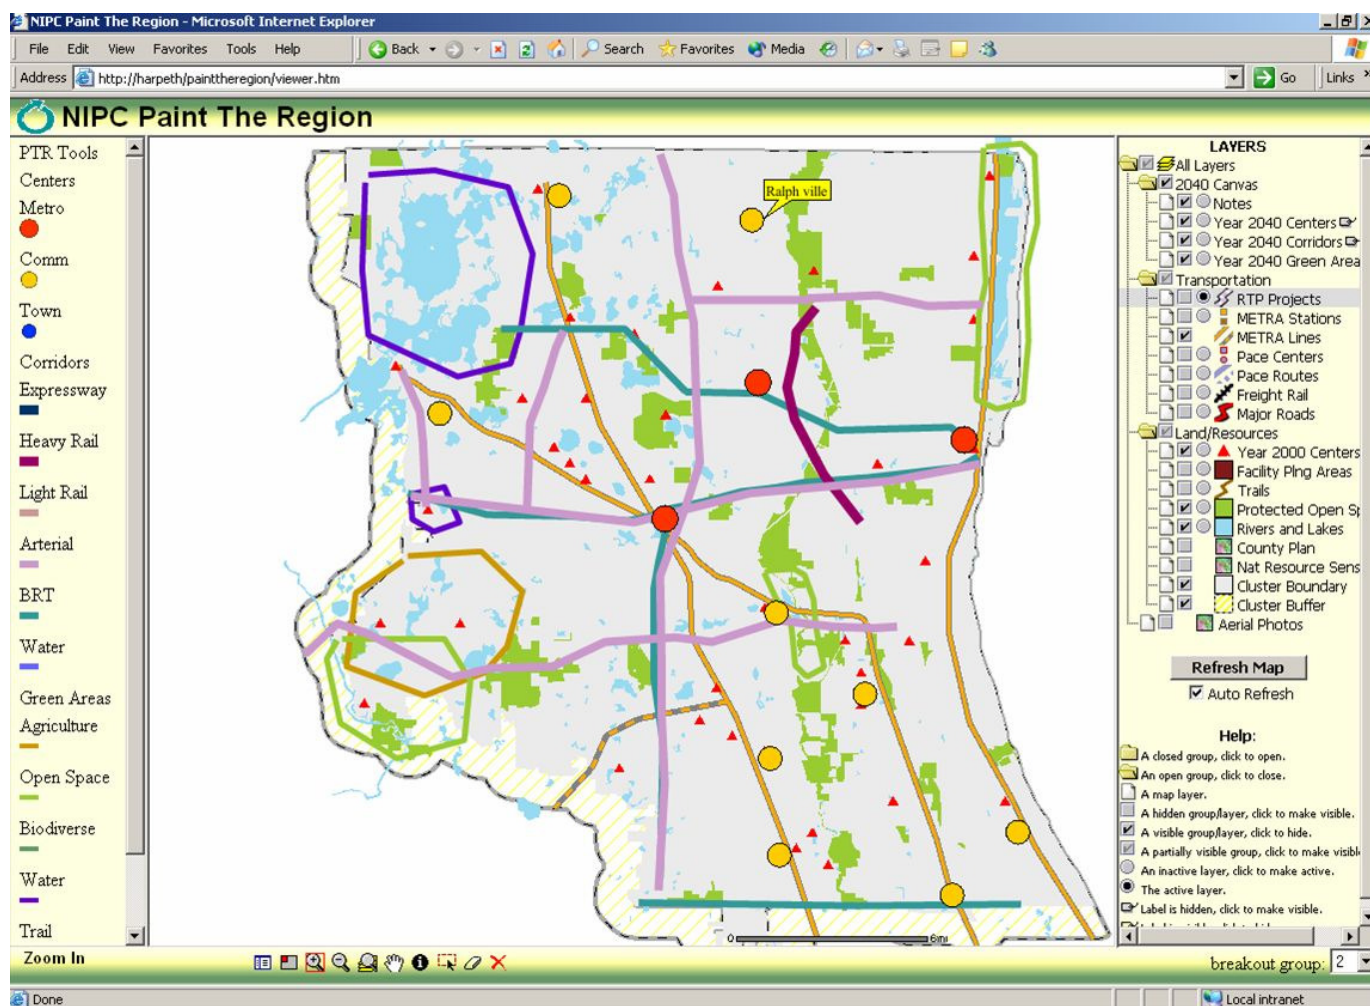 NIPC Paint The Region - Microsoft Internet Explorer
File Edit View Favorites Tools Help
Back Search Favorites Media
Address http://harpeth/painttheregion/viewer.htm Go Links
NIPC Paint The Region
PTR Tools
Centers
Metro
Comm
Town
Corridors
Expressway
Heavy Rail
Light Rail
Arterial
BRT
Water
Green Areas
Agriculture
Open Space
Biodiverse
Water
Trail
Ralph ville
0 6mi
LAYERS
All Layers
2040 Canvas
Notes
Year 2040 Centers
Year 2040 Corridors
Year 2040 Green Area
Transportation
RTP Projects
METRA Stations
METRA Lines
Pace Centers
Pace Routes
Freight Rail
Major Roads
Land/Resources
Year 2000 Centers
Facility Plng Areas
Trails
Protected Open Sp
Rivers and Lakes
County Plan
Nat Resource Sens
Cluster Boundary
Cluster Buffer
Aerial Photos
Refresh Map
Auto Refresh
Help:
A closed group, click to open.
An open group, click to close.
A map layer.
A hidden group/layer, click to make visible.
A visible group/layer, click to hide.
A partially visible group, click to make visibl
An inactive layer, click to make active.
The active layer.
Label is hidden, click to make visible.
Zoom In
breakout group: 2
Done Local intranet